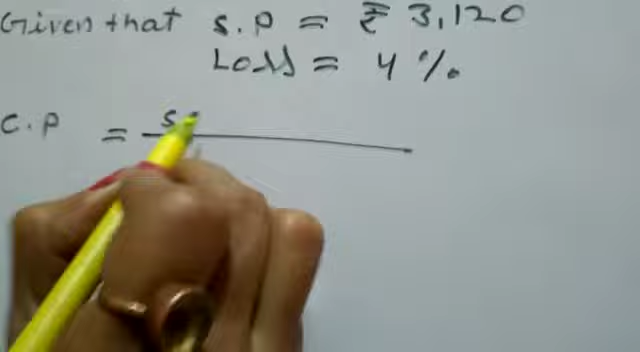 Given that S.P = ₹ 3,120
Loss = 4 %.
C.P = S.